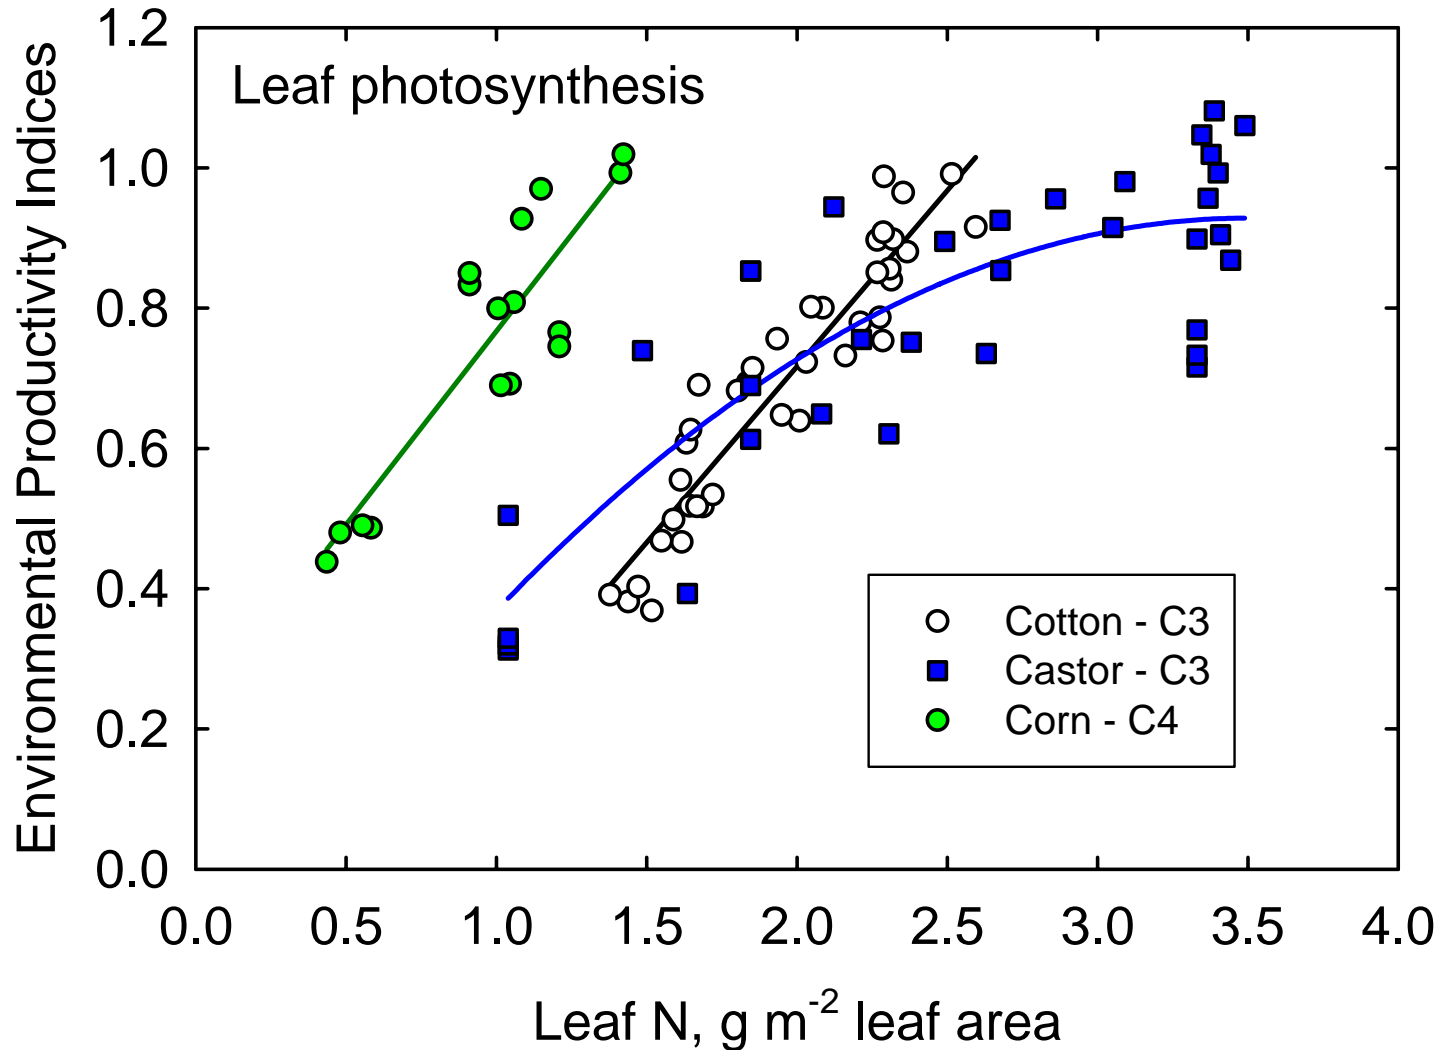 Environmental Productivity Indices
1.2
1.0
0.8
0.6
0.4
0.2
0.0
Leaf photosynthesis
Cotton - C3
Castor - C3
Corn - C4
0.0 0.5 1.0 1.5 2.0 2.5 3.0 3.5 4.0
Leaf N, g m⁻² leaf area